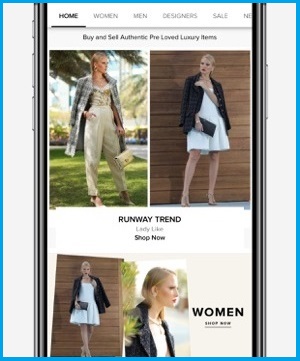 HOME WOMEN MEN DESIGNERS SALE
Buy and Sell Authentic Pre Loved Luxury Items
RUNWAY TREND
Lady Like
Shop Now
WOMEN
SHOP NOW